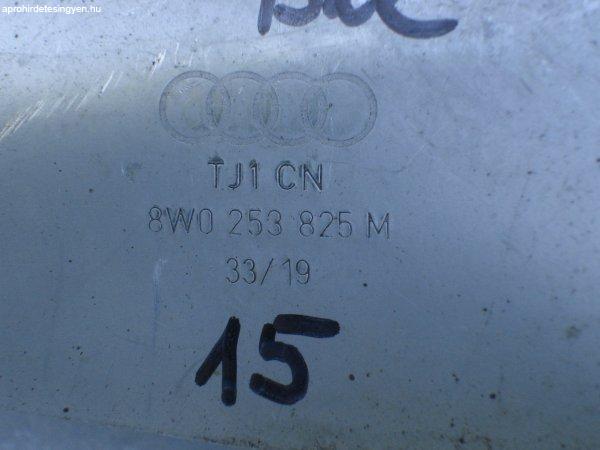 aprohirdetesingyen.hu
TJ1 CN
8W0 253 825 M
33/19
15